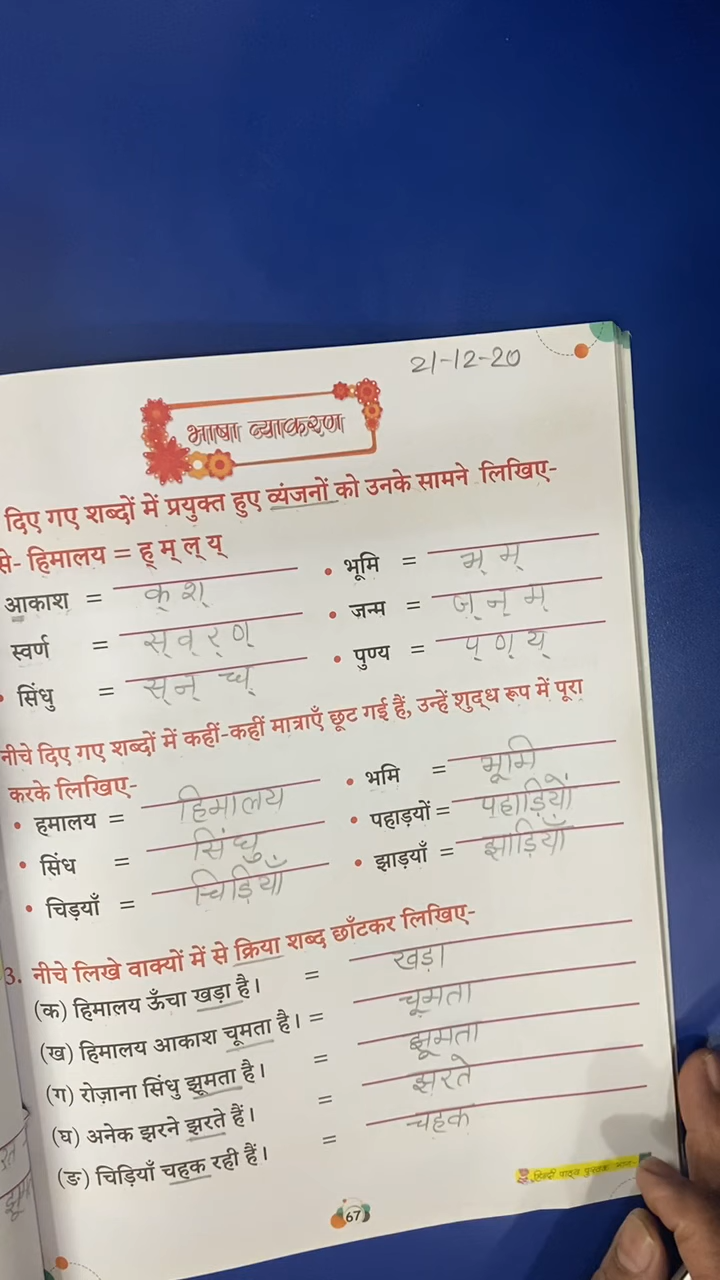 21-12-20
भाषा व्याकरण
दिए गए शब्दों में प्रयुक्त हुए व्यंजनों को उनके सामने लिखिए-
से- हिमालय = ह् म् ल् य्
आकाश = क् श् • भूमि = भ् म्
स्वर्ण = स् व् र् ण् • जन्म = ज् न् म्
• सिंधु = स् न् ध् • पुण्य = प् ण् य्
नीचे दिए गए शब्दों में कहीं-कहीं मात्राएँ छूट गई हैं, उन्हें शुद्ध रूप में पूरा
करके लिखिए-
• हमालय = हिमालय • भमि = भूमि
• सिंध = सिंधु • पहाड़यों = पहाड़ियों
• चिड़याँ = चिड़ियाँ • झाड़याँ = झाड़ियाँ
3. नीचे लिखे वाक्यों में से क्रिया शब्द छाँटकर लिखिए-
(क) हिमालय ऊँचा खड़ा है। = खड़ा
(ख) हिमालय आकाश चूमता है। = चूमता
(ग) रोज़ाना सिंधु झूमता है। = झूमता
(घ) अनेक झरने झरते हैं। = झरते
(ङ) चिड़ियाँ चहक रही हैं। = चहक
हिन्दी पाठ्य पुस्तक भाग-
67